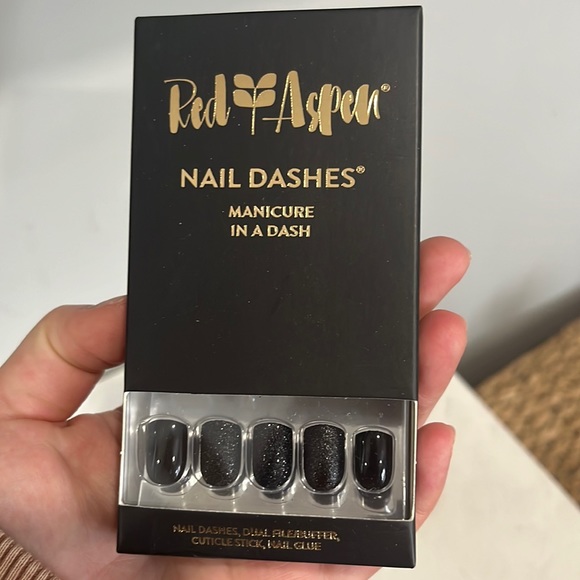 Red Aspen®
NAIL DASHES®
MANICURE
IN A DASH
NAIL DASHES, DUAL FILE/BUFFER,
CUTICLE STICK, NAIL GLUE